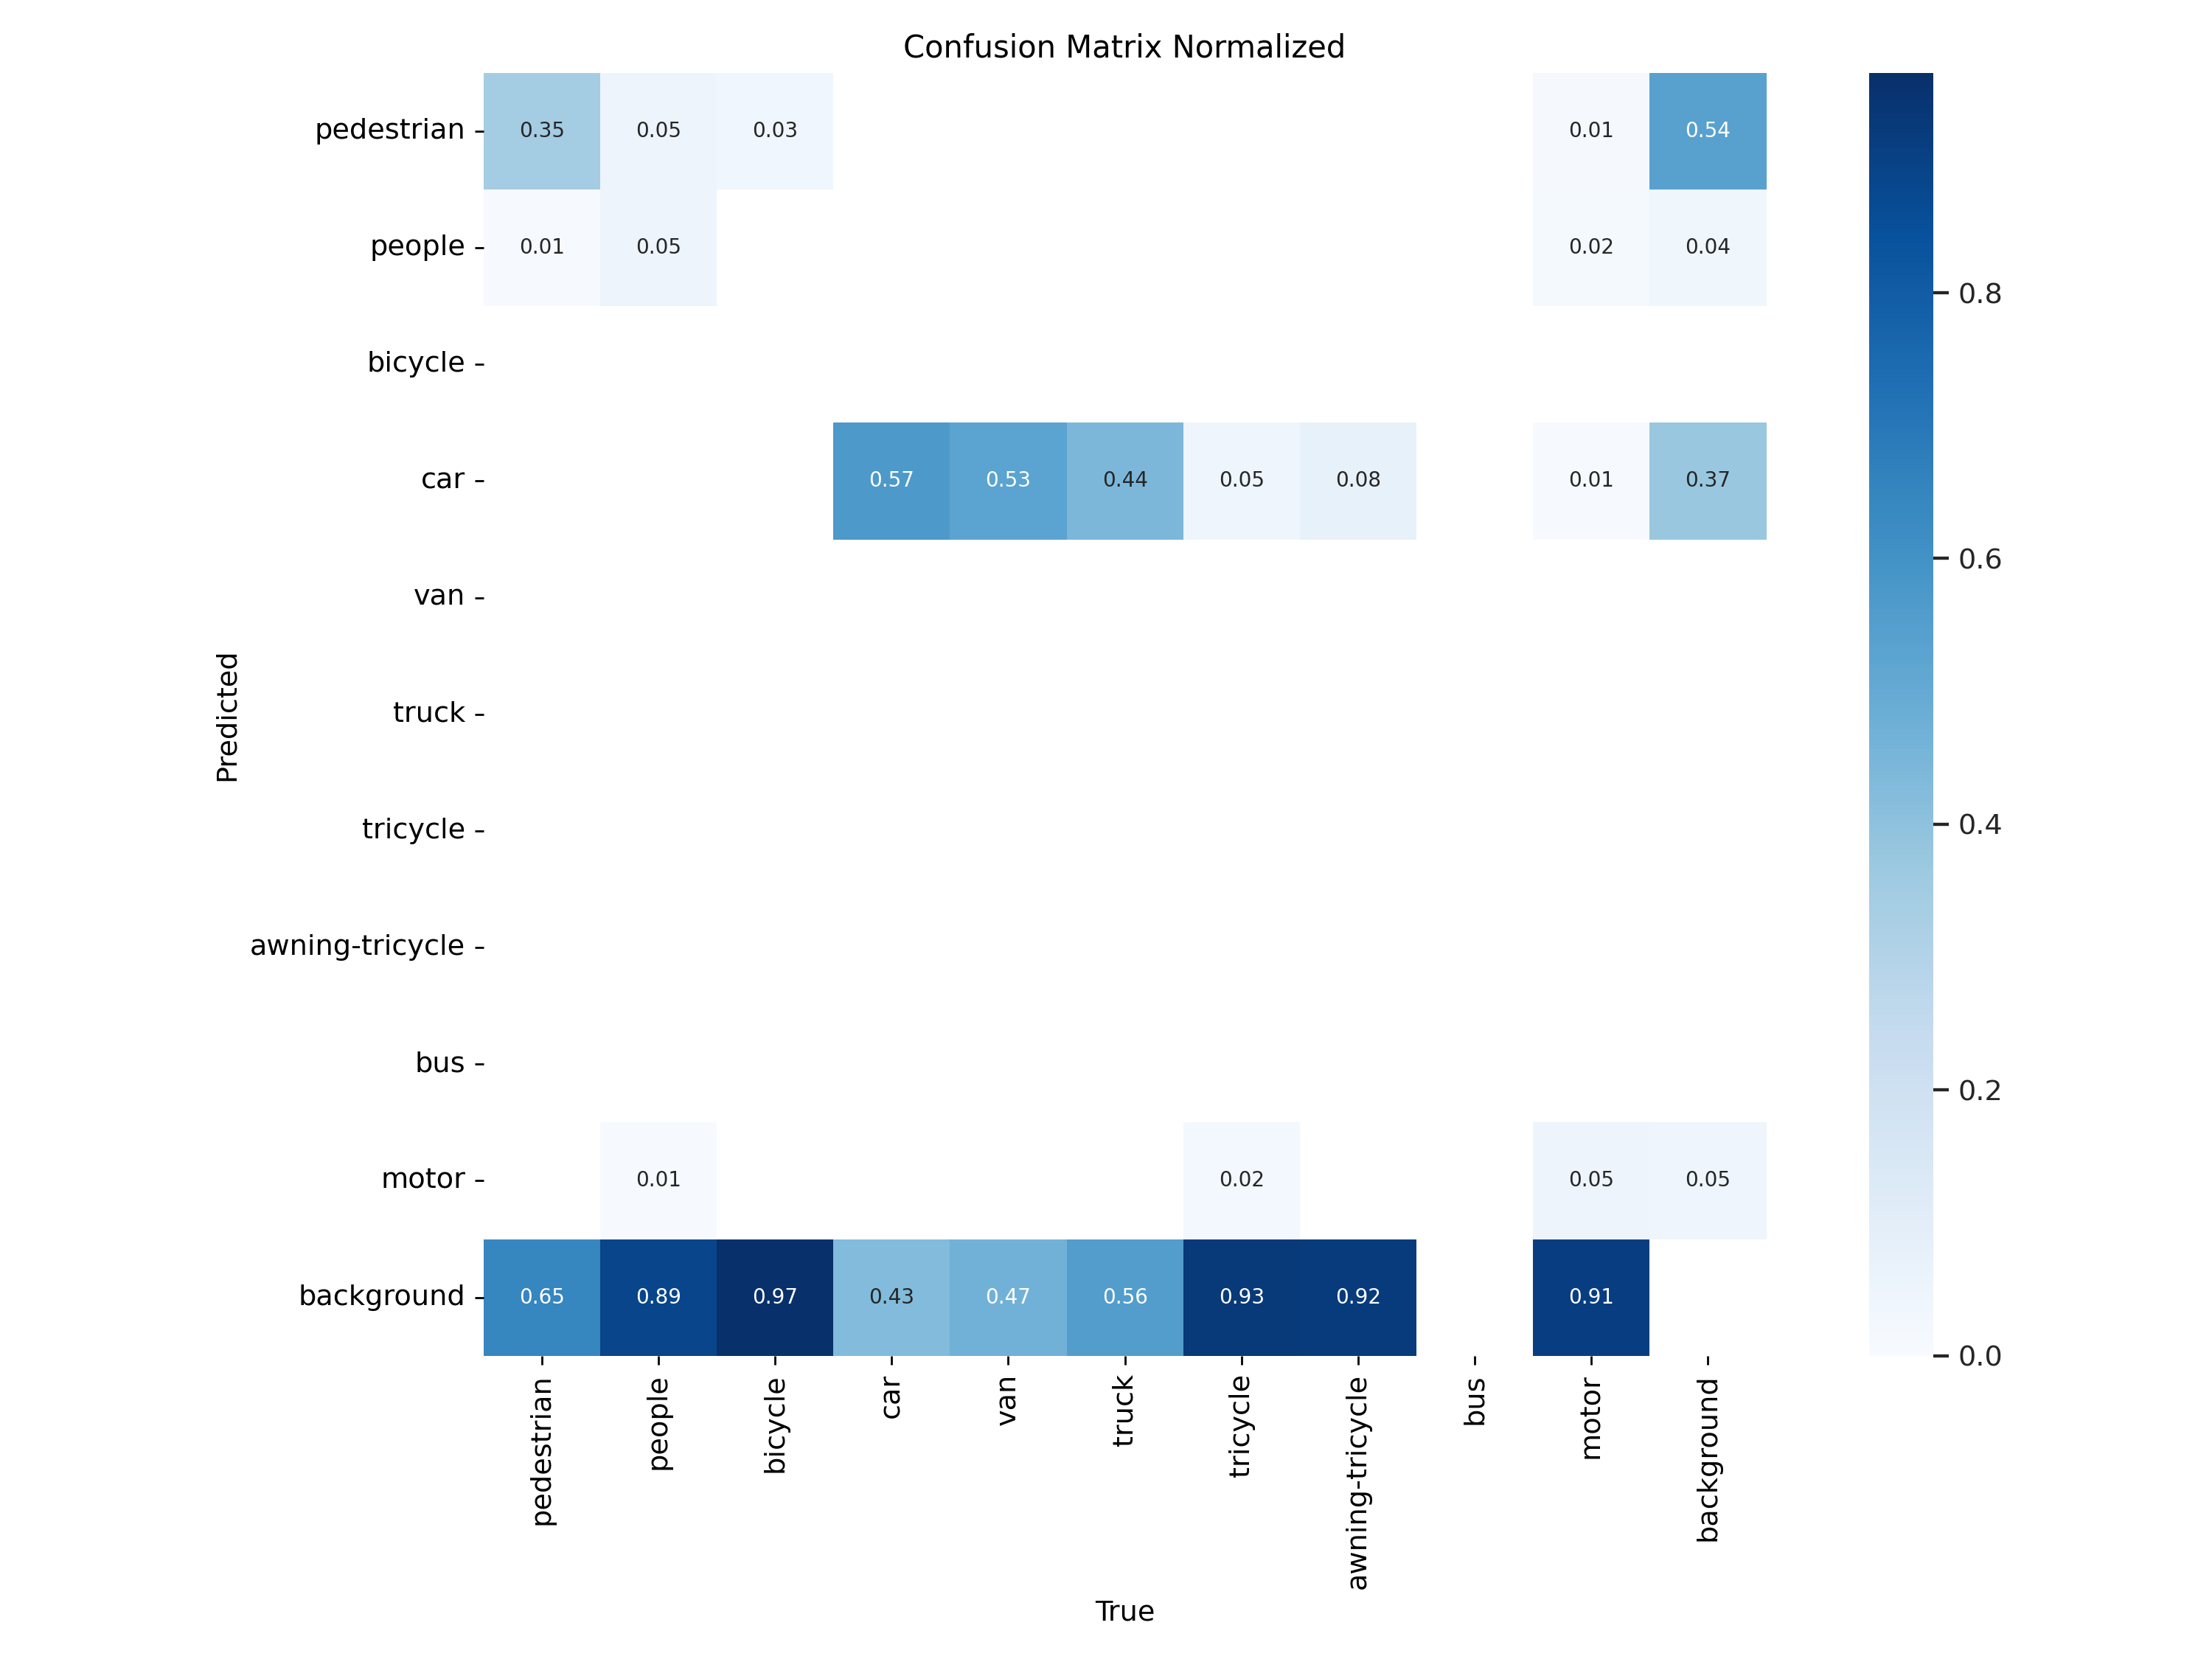 Confusion Matrix Normalized
pedestrian 0.35 0.05 0.03 0.01 0.54
people 0.01 0.05 0.02 0.04
bicycle
car 0.57 0.53 0.44 0.05 0.08 0.01 0.37
van
truck
tricycle
awning-tricycle
bus
motor 0.01 0.02 0.05 0.05
background 0.65 0.89 0.97 0.43 0.47 0.56 0.93 0.92 0.91
Predicted
pedestrian
people
bicycle
car
van
truck
tricycle
awning-tricycle
bus
motor
background
True
0.8
0.6
0.4
0.2
0.0